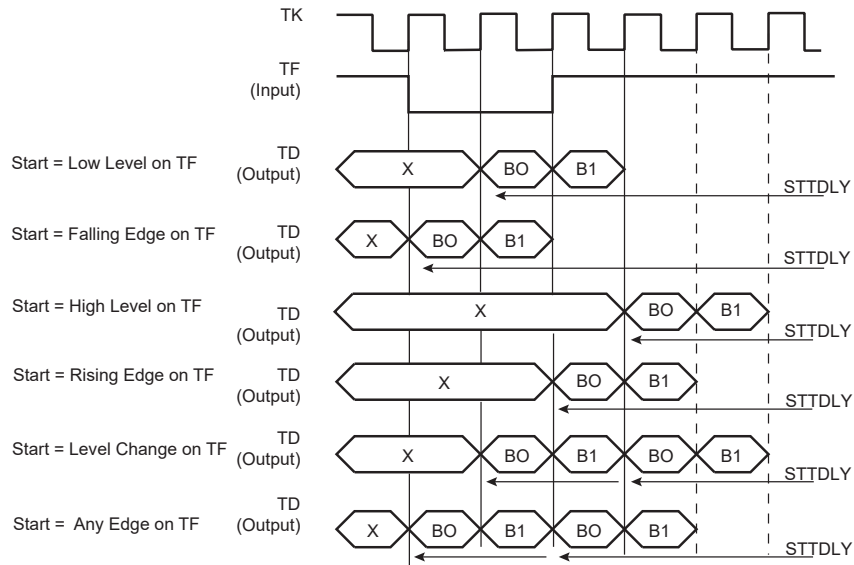 TK
TF
(Input)
Start = Low Level on TF
TD
(Output)
X
BO
B1
STTDLY
Start = Falling Edge on TF
TD
(Output)
X
BO
B1
STTDLY
Start = High Level on TF
TD
(Output)
X
BO
B1
STTDLY
Start = Rising Edge on TF
TD
(Output)
X
BO
B1
STTDLY
Start = Level Change on TF
TD
(Output)
X
BO
B1
BO
B1
STTDLY
Start = Any Edge on TF
TD
(Output)
X
BO
B1
BO
B1
STTDLY